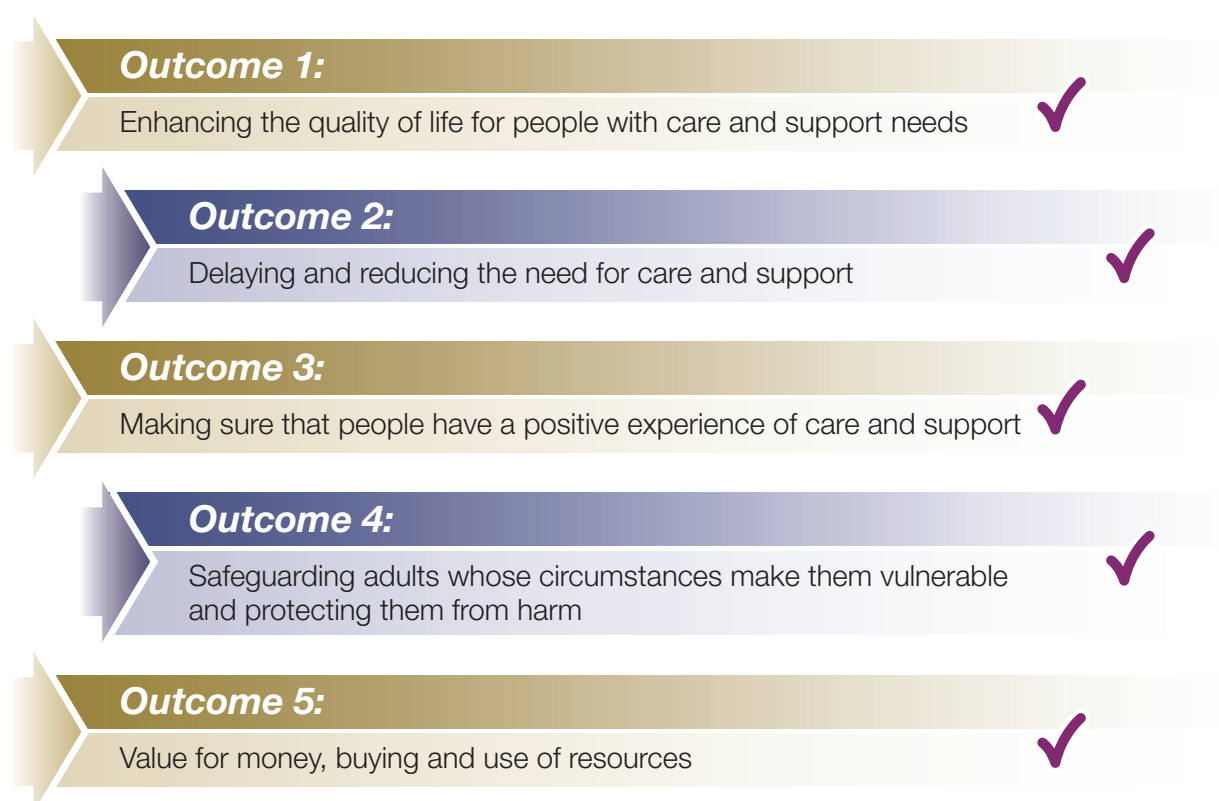 Outcome 1:
Enhancing the quality of life for people with care and support needs
Outcome 2:
Delaying and reducing the need for care and support
Outcome 3:
Making sure that people have a positive experience of care and support
Outcome 4:
Safeguarding adults whose circumstances make them vulnerable
and protecting them from harm
Outcome 5:
Value for money, buying and use of resources